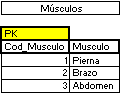 Músculos
PK
Cod_Musculo Musculo
1 Pierna
2 Brazo
3 Abdomen